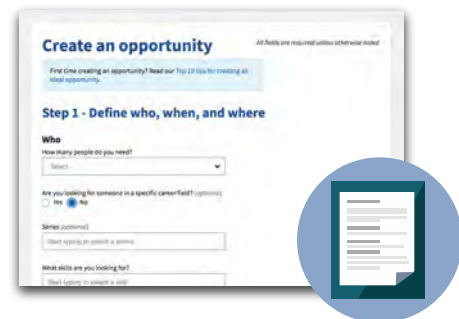 Create an opportunity
All fields are required unless otherwise noted
First time creating an opportunity? Read our Top 10 tips for creating an
ideal opportunity.
Step 1 - Define who, when, and where
Who
How many people do you need?
Select
Are you looking for someone in a specific career field? (optional)
Yes No
Series (optional)
Start typing to select a series
What skills are you looking for?
Start typing to select a skill